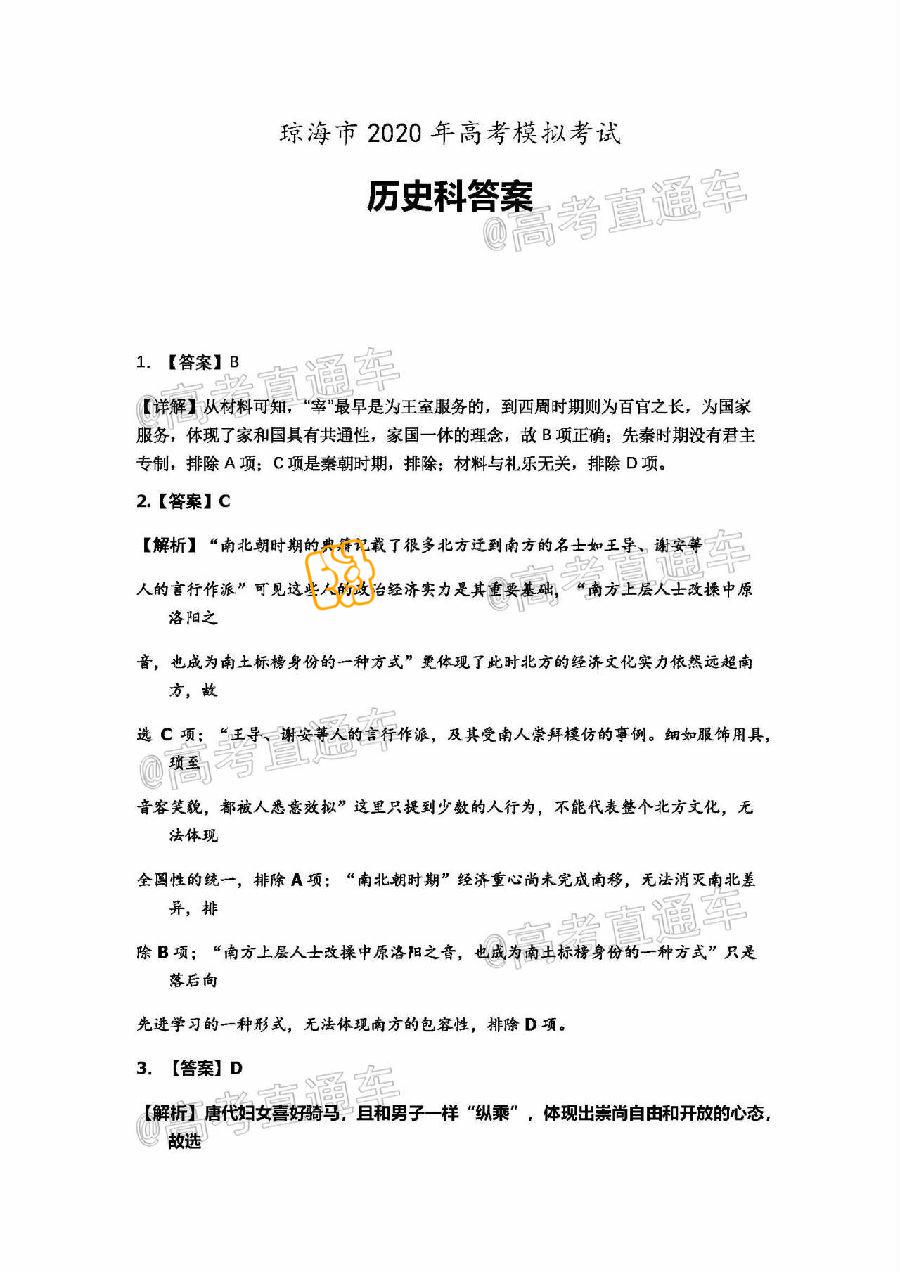 琼海市 2020 年高考模拟考试
历史科答案
@高考直通车
1. 【答案】B
@高考直通车
【详解】从材料可知，“宰”最早是为王室服务的，到西周时期则为百官之长，为国家
服务，体现了家和国具有共通性，家国一体的理念，故 B 项正确；先秦时期没有君主
专制，排除 A 项；C 项是秦朝时期，排除；材料与礼乐无关，排除 D 项。
2.【答案】C
【解析】“南北朝时期的典籍记载了很多北方迁到南方的名士如王导、谢安等
@高考直通车
人的言行作派”可见这些人的政治经济实力是其重要基础，“南方上层人士改操中原
洛阳之
音，也成为南土标榜身份的一种方式”更体现了此时北方的经济文化实力依然远超南
方，故
选 C 项；“王导、谢安等人的言行作派，及其受南人崇拜模仿的事例。细如服饰用具，
琐至
@高考直通车
音容笑貌，都被人悉意效拟”这里只提到少数的人行为，不能代表整个北方文化，无
法体现
全国性的统一，排除 A 项；“南北朝时期”经济重心尚未完成南移，无法消灭南北差
异，排
除 B 项；“南方上层人士改操中原洛阳之音，也成为南土标榜身份的一种方式”只是
落后向
@高考直通车
先进学习的一种形式，无法体现南方的包容性，排除 D 项。
3. 【答案】D
@高考直通车
【解析】唐代妇女喜好骑马，且和男子一样“纵乘”，体现出崇尚自由和开放的心态，
故选